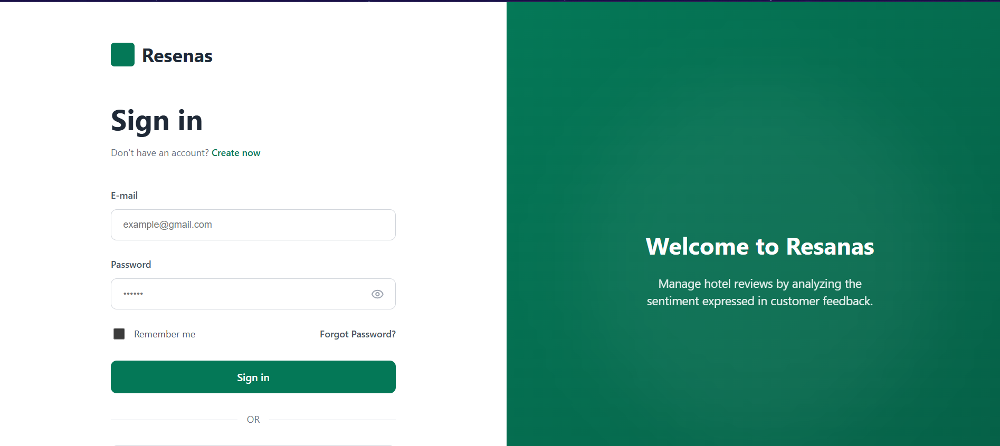 Resenas
Sign in
Don't have an account? Create now
E-mail
example@gmail.com
Password
••••••
Remember me
Forgot Password?
Sign in
OR
Welcome to Resanas
Manage hotel reviews by analyzing the
sentiment expressed in customer feedback.